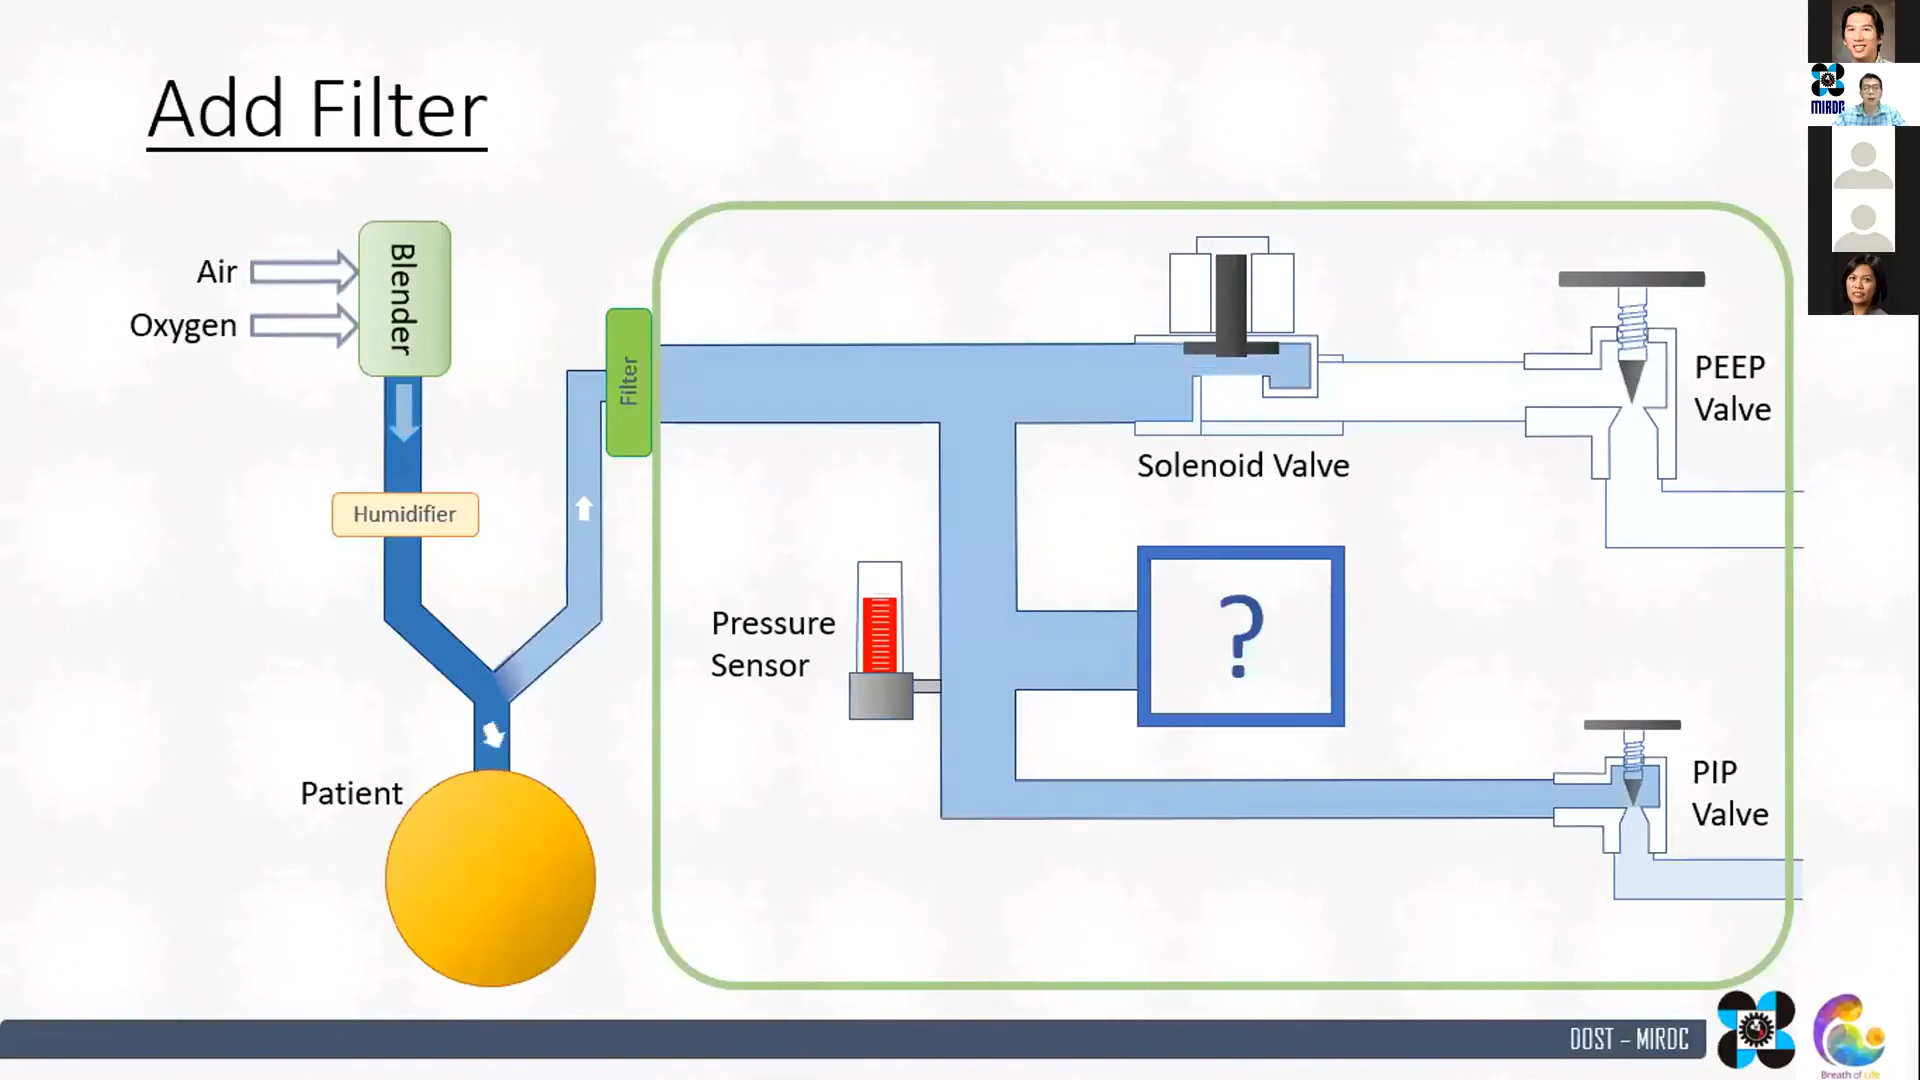 Add Filter
MIRDC
Air
Oxygen
Blender
Filter
Humidifier
Patient
Solenoid Valve
PEEP
Valve
Pressure
Sensor
?
PIP
Valve
DOST – MIRDC
Breath of Life